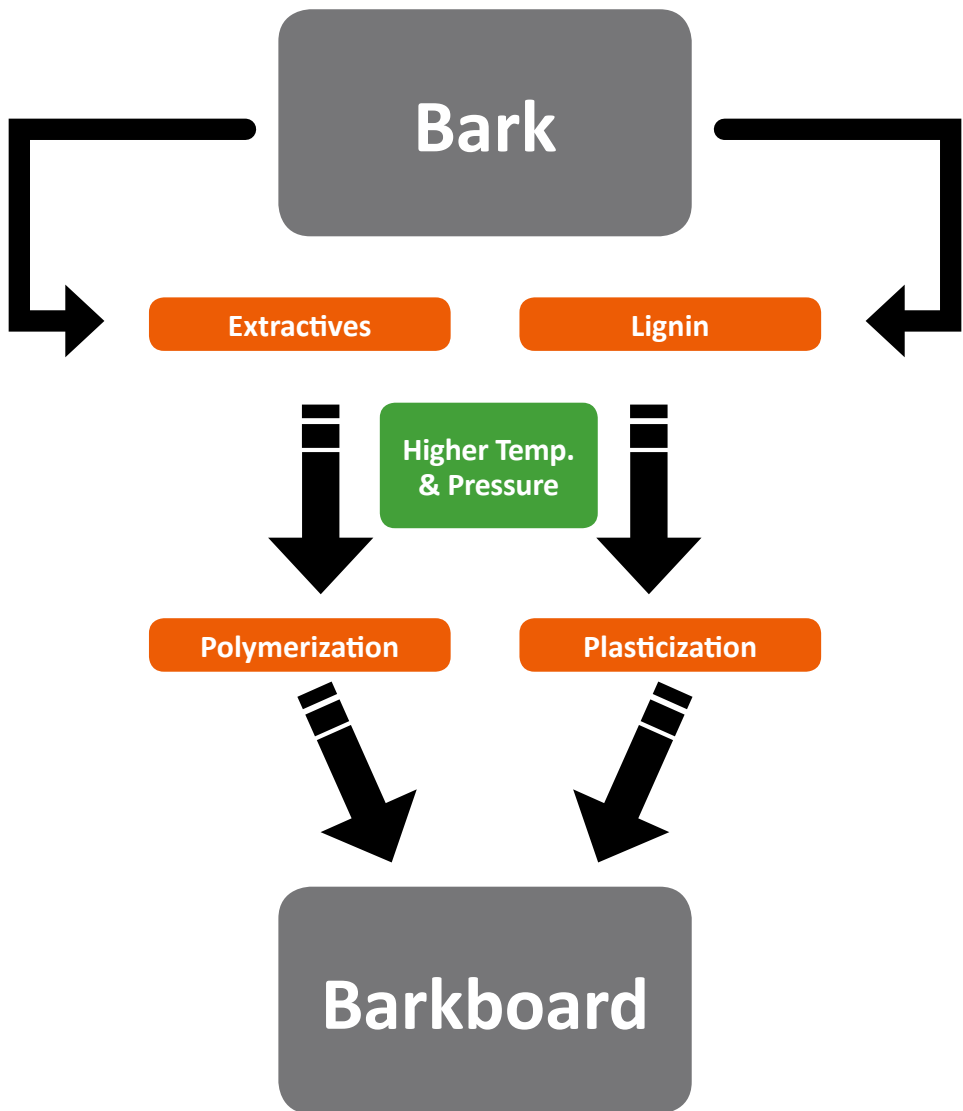 Bark
Extractives
Lignin
Higher Temp.
& Pressure
Polymerization
Plasticization
Barkboard